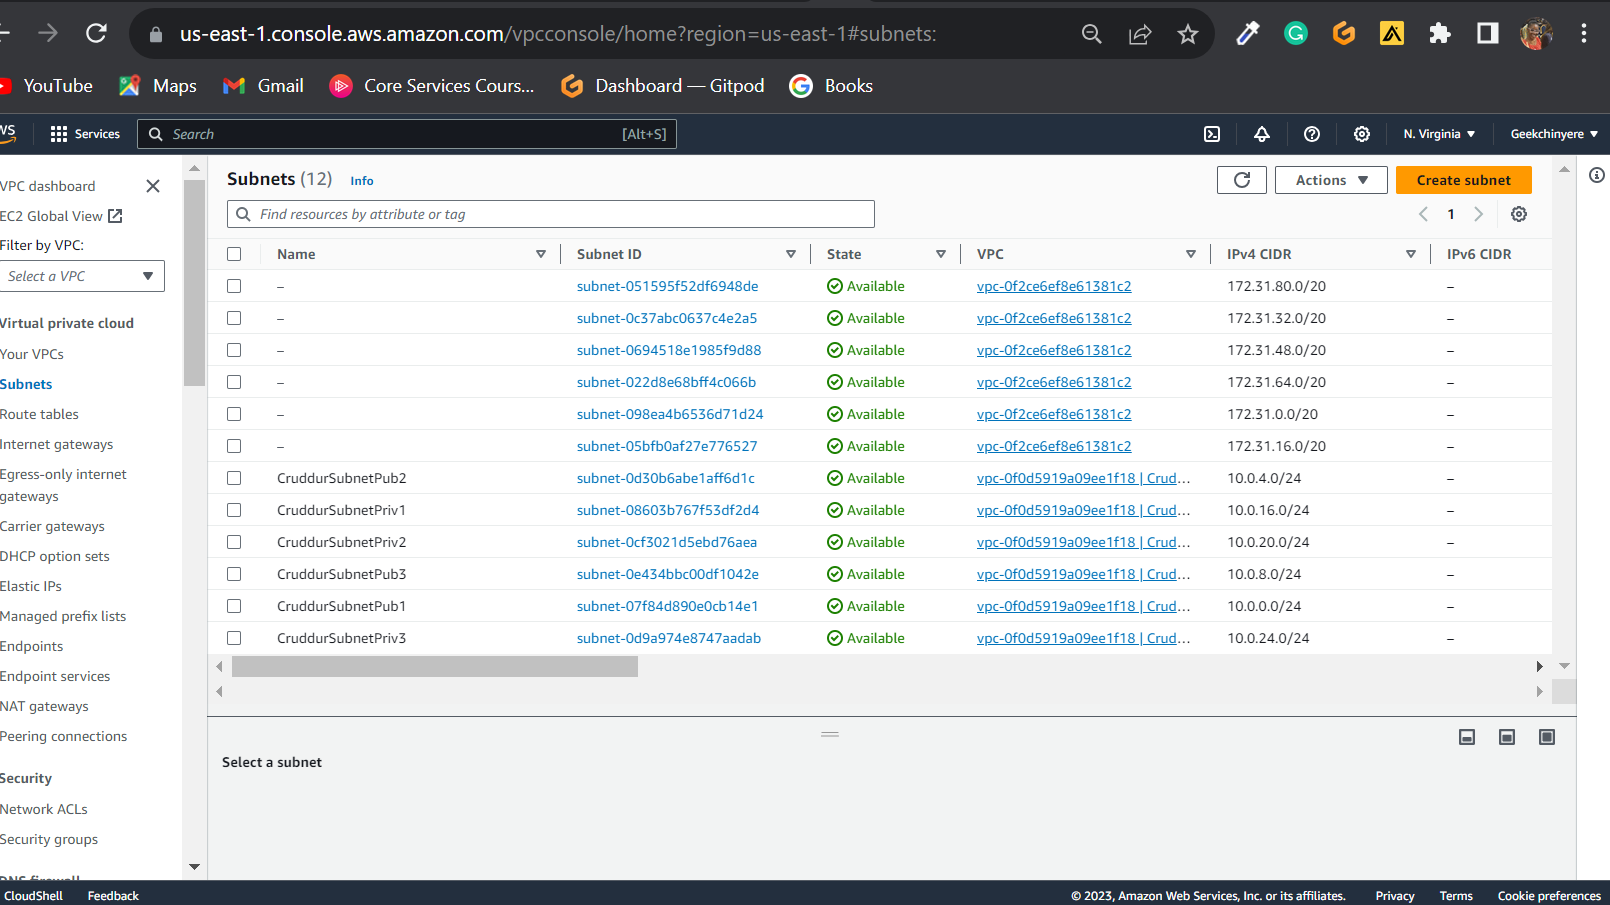 us-east-1.console.aws.amazon.com/vpcconsole/home?region=us-east-1#subnets:
YouTube Maps Gmail Core Services Cours... Dashboard — Gitpod Books
Services Search [Alt+S] N. Virginia Geekchinyere
VPC dashboard
EC2 Global View
Filter by VPC:
Select a VPC
Virtual private cloud
Your VPCs
Subnets
Route tables
Internet gateways
Egress-only internet
gateways
Carrier gateways
DHCP option sets
Elastic IPs
Managed prefix lists
Endpoints
Endpoint services
NAT gateways
Peering connections
Security
Network ACLs
Security groups
DNS firewall
Subnets (12) Info Actions Create subnet
Find resources by attribute or tag 1
Name Subnet ID State VPC IPv4 CIDR IPv6 CIDR
– subnet-051595f52df6948de Available vpc-0f2ce6ef8e61381c2 172.31.80.0/20 –
– subnet-0c37abc0637c4e2a5 Available vpc-0f2ce6ef8e61381c2 172.31.32.0/20 –
– subnet-0694518e1985f9d88 Available vpc-0f2ce6ef8e61381c2 172.31.48.0/20 –
– subnet-022d8e68bff4c066b Available vpc-0f2ce6ef8e61381c2 172.31.64.0/20 –
– subnet-098ea4b6536d71d24 Available vpc-0f2ce6ef8e61381c2 172.31.0.0/20 –
– subnet-05bfb0af27e776527 Available vpc-0f2ce6ef8e61381c2 172.31.16.0/20 –
CruddurSubnetPub2 subnet-0d30b6abe1aff6d1c Available vpc-0f0d5919a09ee1f18 | Crud... 10.0.4.0/24 –
CruddurSubnetPriv1 subnet-08603b767f53df2d4 Available vpc-0f0d5919a09ee1f18 | Crud... 10.0.16.0/24 –
CruddurSubnetPriv2 subnet-0cf3021d5ebd76aea Available vpc-0f0d5919a09ee1f18 | Crud... 10.0.20.0/24 –
CruddurSubnetPub3 subnet-0e434bbc00df1042e Available vpc-0f0d5919a09ee1f18 | Crud... 10.0.8.0/24 –
CruddurSubnetPub1 subnet-07f84d890e0cb14e1 Available vpc-0f0d5919a09ee1f18 | Crud... 10.0.0.0/24 –
CruddurSubnetPriv3 subnet-0d9a974e8747aadab Available vpc-0f0d5919a09ee1f18 | Crud... 10.0.24.0/24 –
Select a subnet
CloudShell Feedback © 2023, Amazon Web Services, Inc. or its affiliates. Privacy Terms Cookie preferences